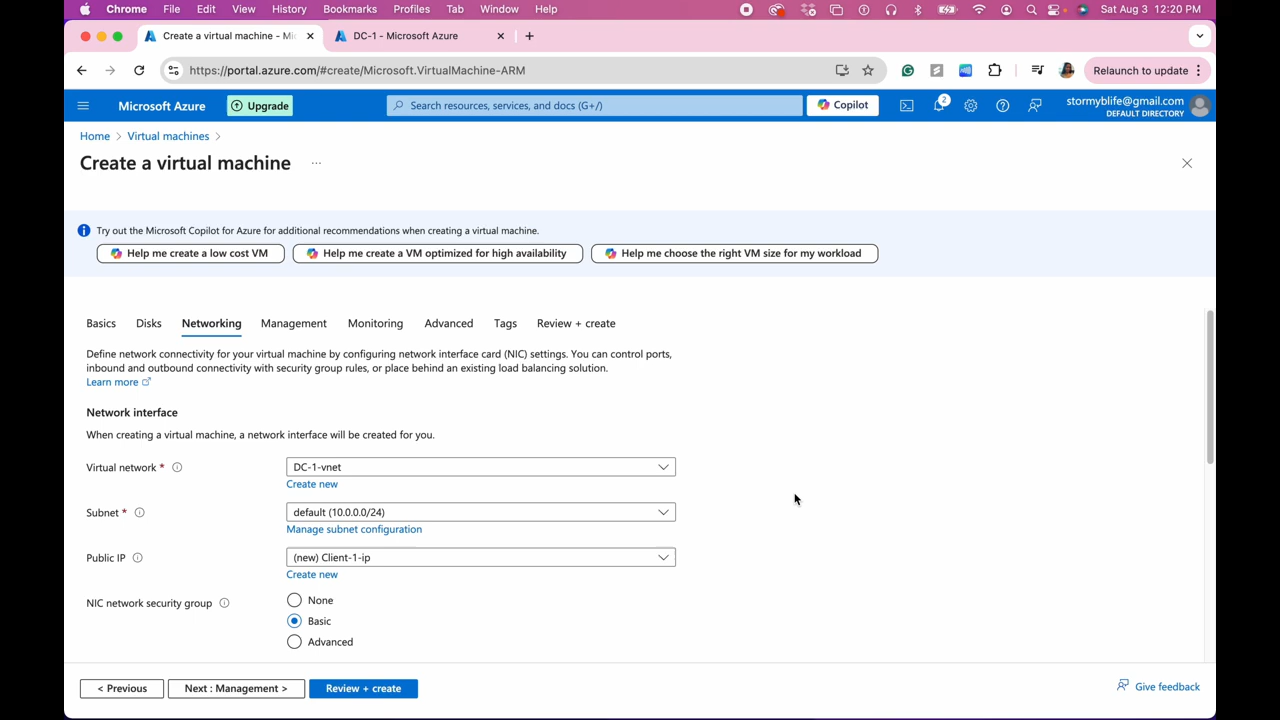 Chrome File Edit View History Bookmarks Profiles Tab Window Help Sat Aug 3 12:20 PM
Create a virtual machine - Mi
DC-1 - Microsoft Azure
https://portal.azure.com/#create/Microsoft.VirtualMachine-ARM
Relaunch to update
Microsoft Azure
Upgrade
Search resources, services, and docs (G+/)
Copilot
2
stormyblife@gmail.com
DEFAULT DIRECTORY
Home > Virtual machines >
Create a virtual machine ...
Try out the Microsoft Copilot for Azure for additional recommendations when creating a virtual machine.
Help me create a low cost VM
Help me create a VM optimized for high availability
Help me choose the right VM size for my workload
Basics Disks Networking Management Monitoring Advanced Tags Review + create
Define network connectivity for your virtual machine by configuring network interface card (NIC) settings. You can control ports,
inbound and outbound connectivity with security group rules, or place behind an existing load balancing solution.
Learn more
Network interface
When creating a virtual machine, a network interface will be created for you.
Virtual network *
DC-1-vnet
Create new
Subnet *
default (10.0.0.0/24)
Manage subnet configuration
Public IP
(new) Client-1-ip
Create new
NIC network security group
None
Basic
Advanced
< Previous
Next : Management >
Review + create
Give feedback